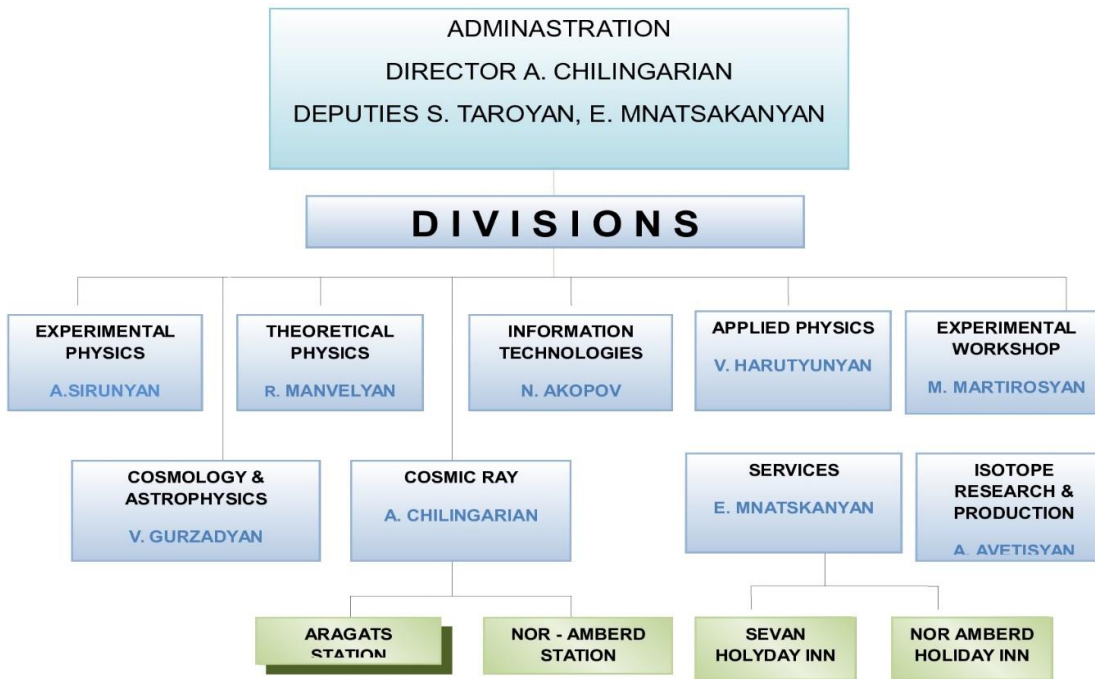 ADMINASTRATION
DIRECTOR A. CHILINGARIAN
DEPUTIES S. TAROYAN, E. MNATSAKANYAN
DIVISIONS
EXPERIMENTAL
PHYSICS
A.SIRUNYAN
THEORETICAL
PHYSICS
R. MANVELYAN
INFORMATION
TECHNOLOGIES
N. AKOPOV
APPLIED PHYSICS
V. HARUTYUNYAN
EXPERIMENTAL
WORKSHOP
M. MARTIROSYAN
COSMOLOGY &
ASTROPHYSICS
V. GURZADYAN
COSMIC RAY
A. CHILINGARIAN
SERVICES
E. MNATSKANYAN
ISOTOPE
RESEARCH &
PRODUCTION
A. AVETISYAN
ARAGATS
STATION
NOR - AMBERD
STATION
SEVAN
HOLYDAY INN
NOR AMBERD
HOLIDAY INN